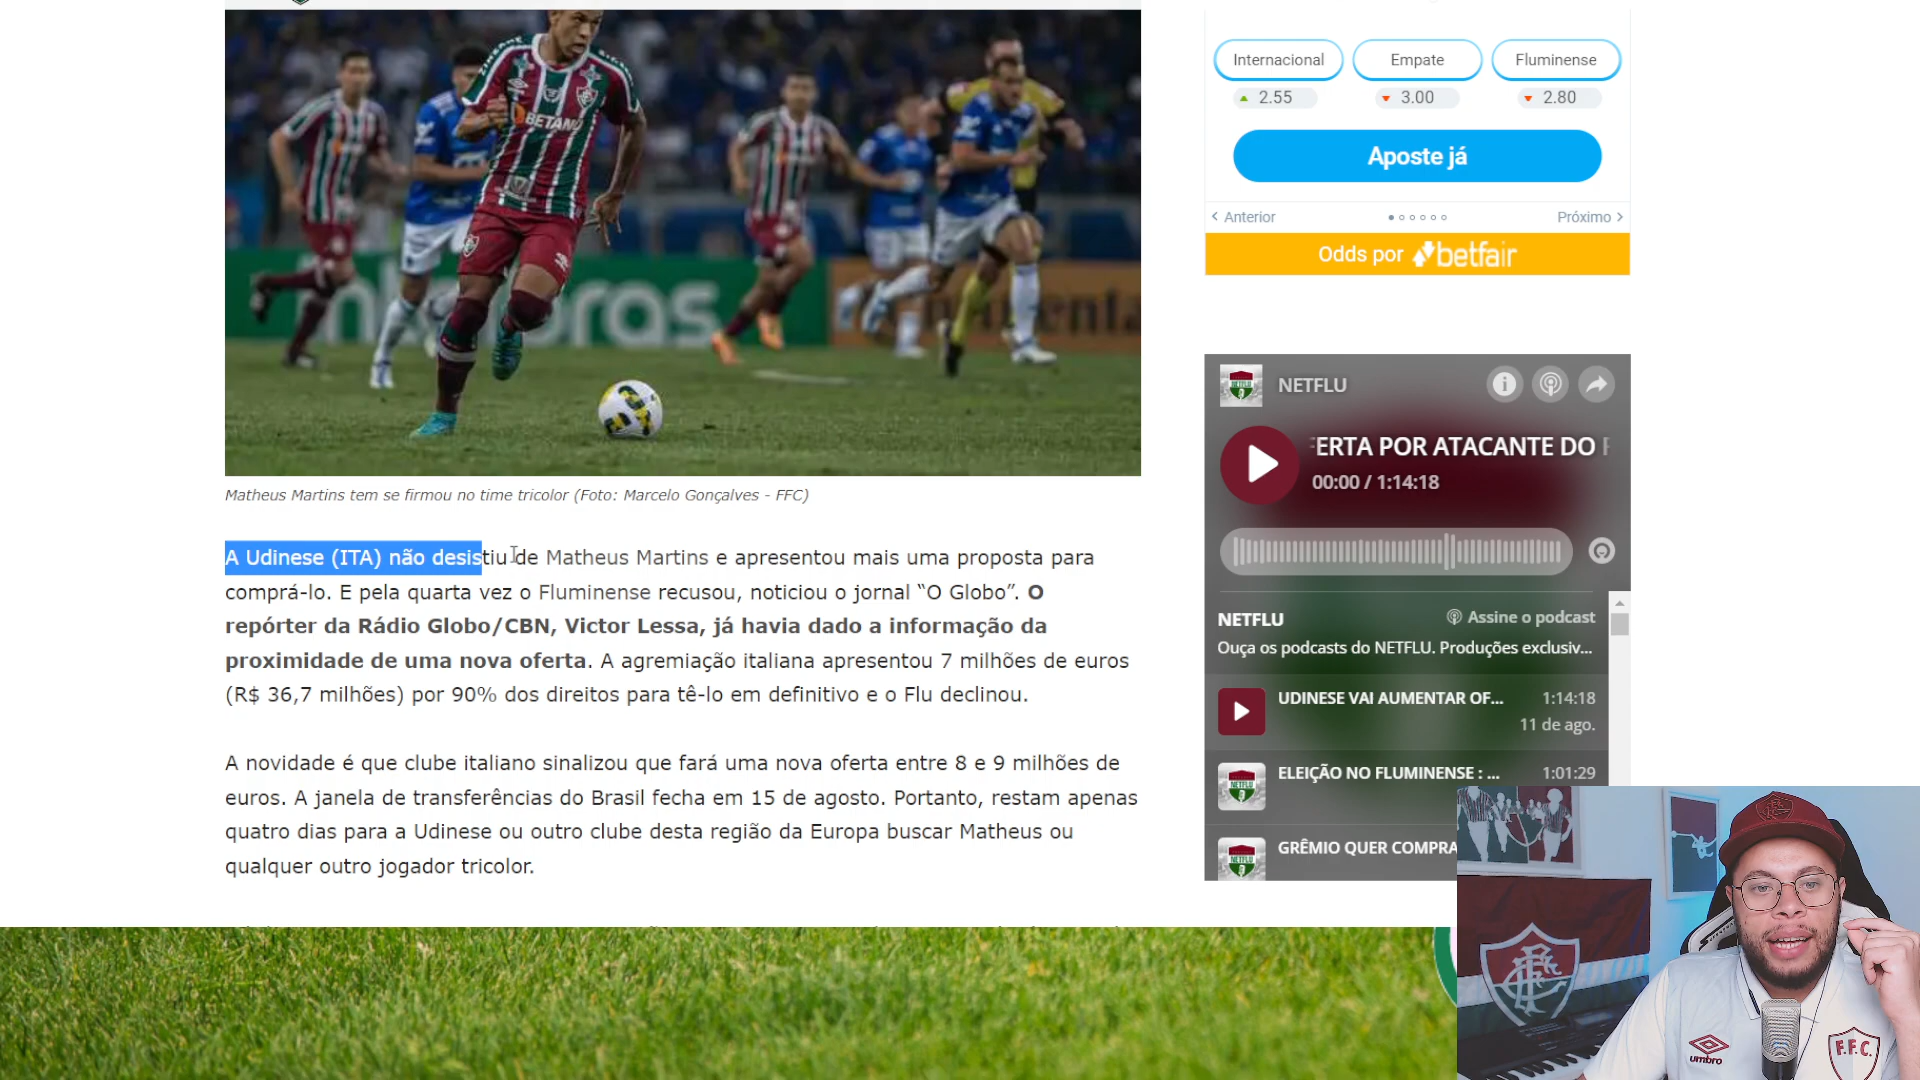 BETANO
Matheus Martins tem se firmou no time tricolor (Foto: Marcelo Gonçalves - FFC)
A Udinese (ITA) não desistiu de Matheus Martins e apresentou mais uma proposta para
comprá-lo. E pela quarta vez o Fluminense recusou, noticiou o jornal “O Globo”. O
repórter da Rádio Globo/CBN, Victor Lessa, já havia dado a informação da
proximidade de uma nova oferta. A agremiação italiana apresentou 7 milhões de euros
(R$ 36,7 milhões) por 90% dos direitos para tê-lo em definitivo e o Flu declinou.
A novidade é que clube italiano sinalizou que fará uma nova oferta entre 8 e 9 milhões de
euros. A janela de transferências do Brasil fecha em 15 de agosto. Portanto, restam apenas
quatro dias para a Udinese ou outro clube desta região da Europa buscar Matheus ou
qualquer outro jogador tricolor.
Internacional Empate Fluminense
2.55 3.00 2.80
Aposte já
Anterior Próximo
Odds por betfair
NETFLU
ERTA POR ATACANTE DO
00:00 / 1:14:18
NETFLU Assine o podcast
Ouça os podcasts do NETFLU. Produções exclusiv...
UDINESE VAI AUMENTAR OF... 1:14:18
11 de ago.
ELEIÇÃO NO FLUMINENSE : ... 1:01:29
GRÊMIO QUER COMPRA
umbro
F.F.C.